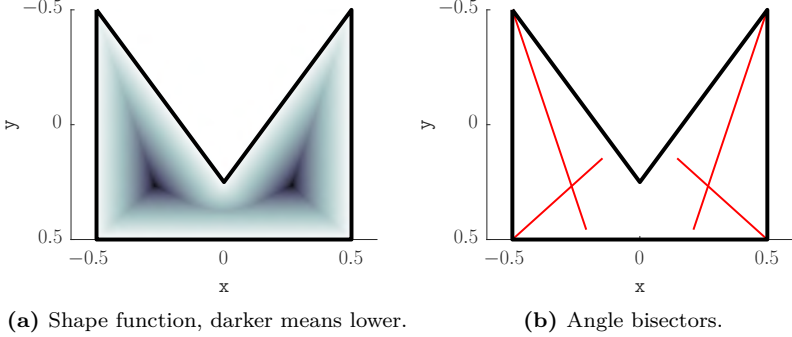 −0.5 −0.5
y y
0 0
0.5 0.5
−0.5 0 0.5 −0.5 0 0.5
x x
(a) Shape function, darker means lower. (b) Angle bisectors.